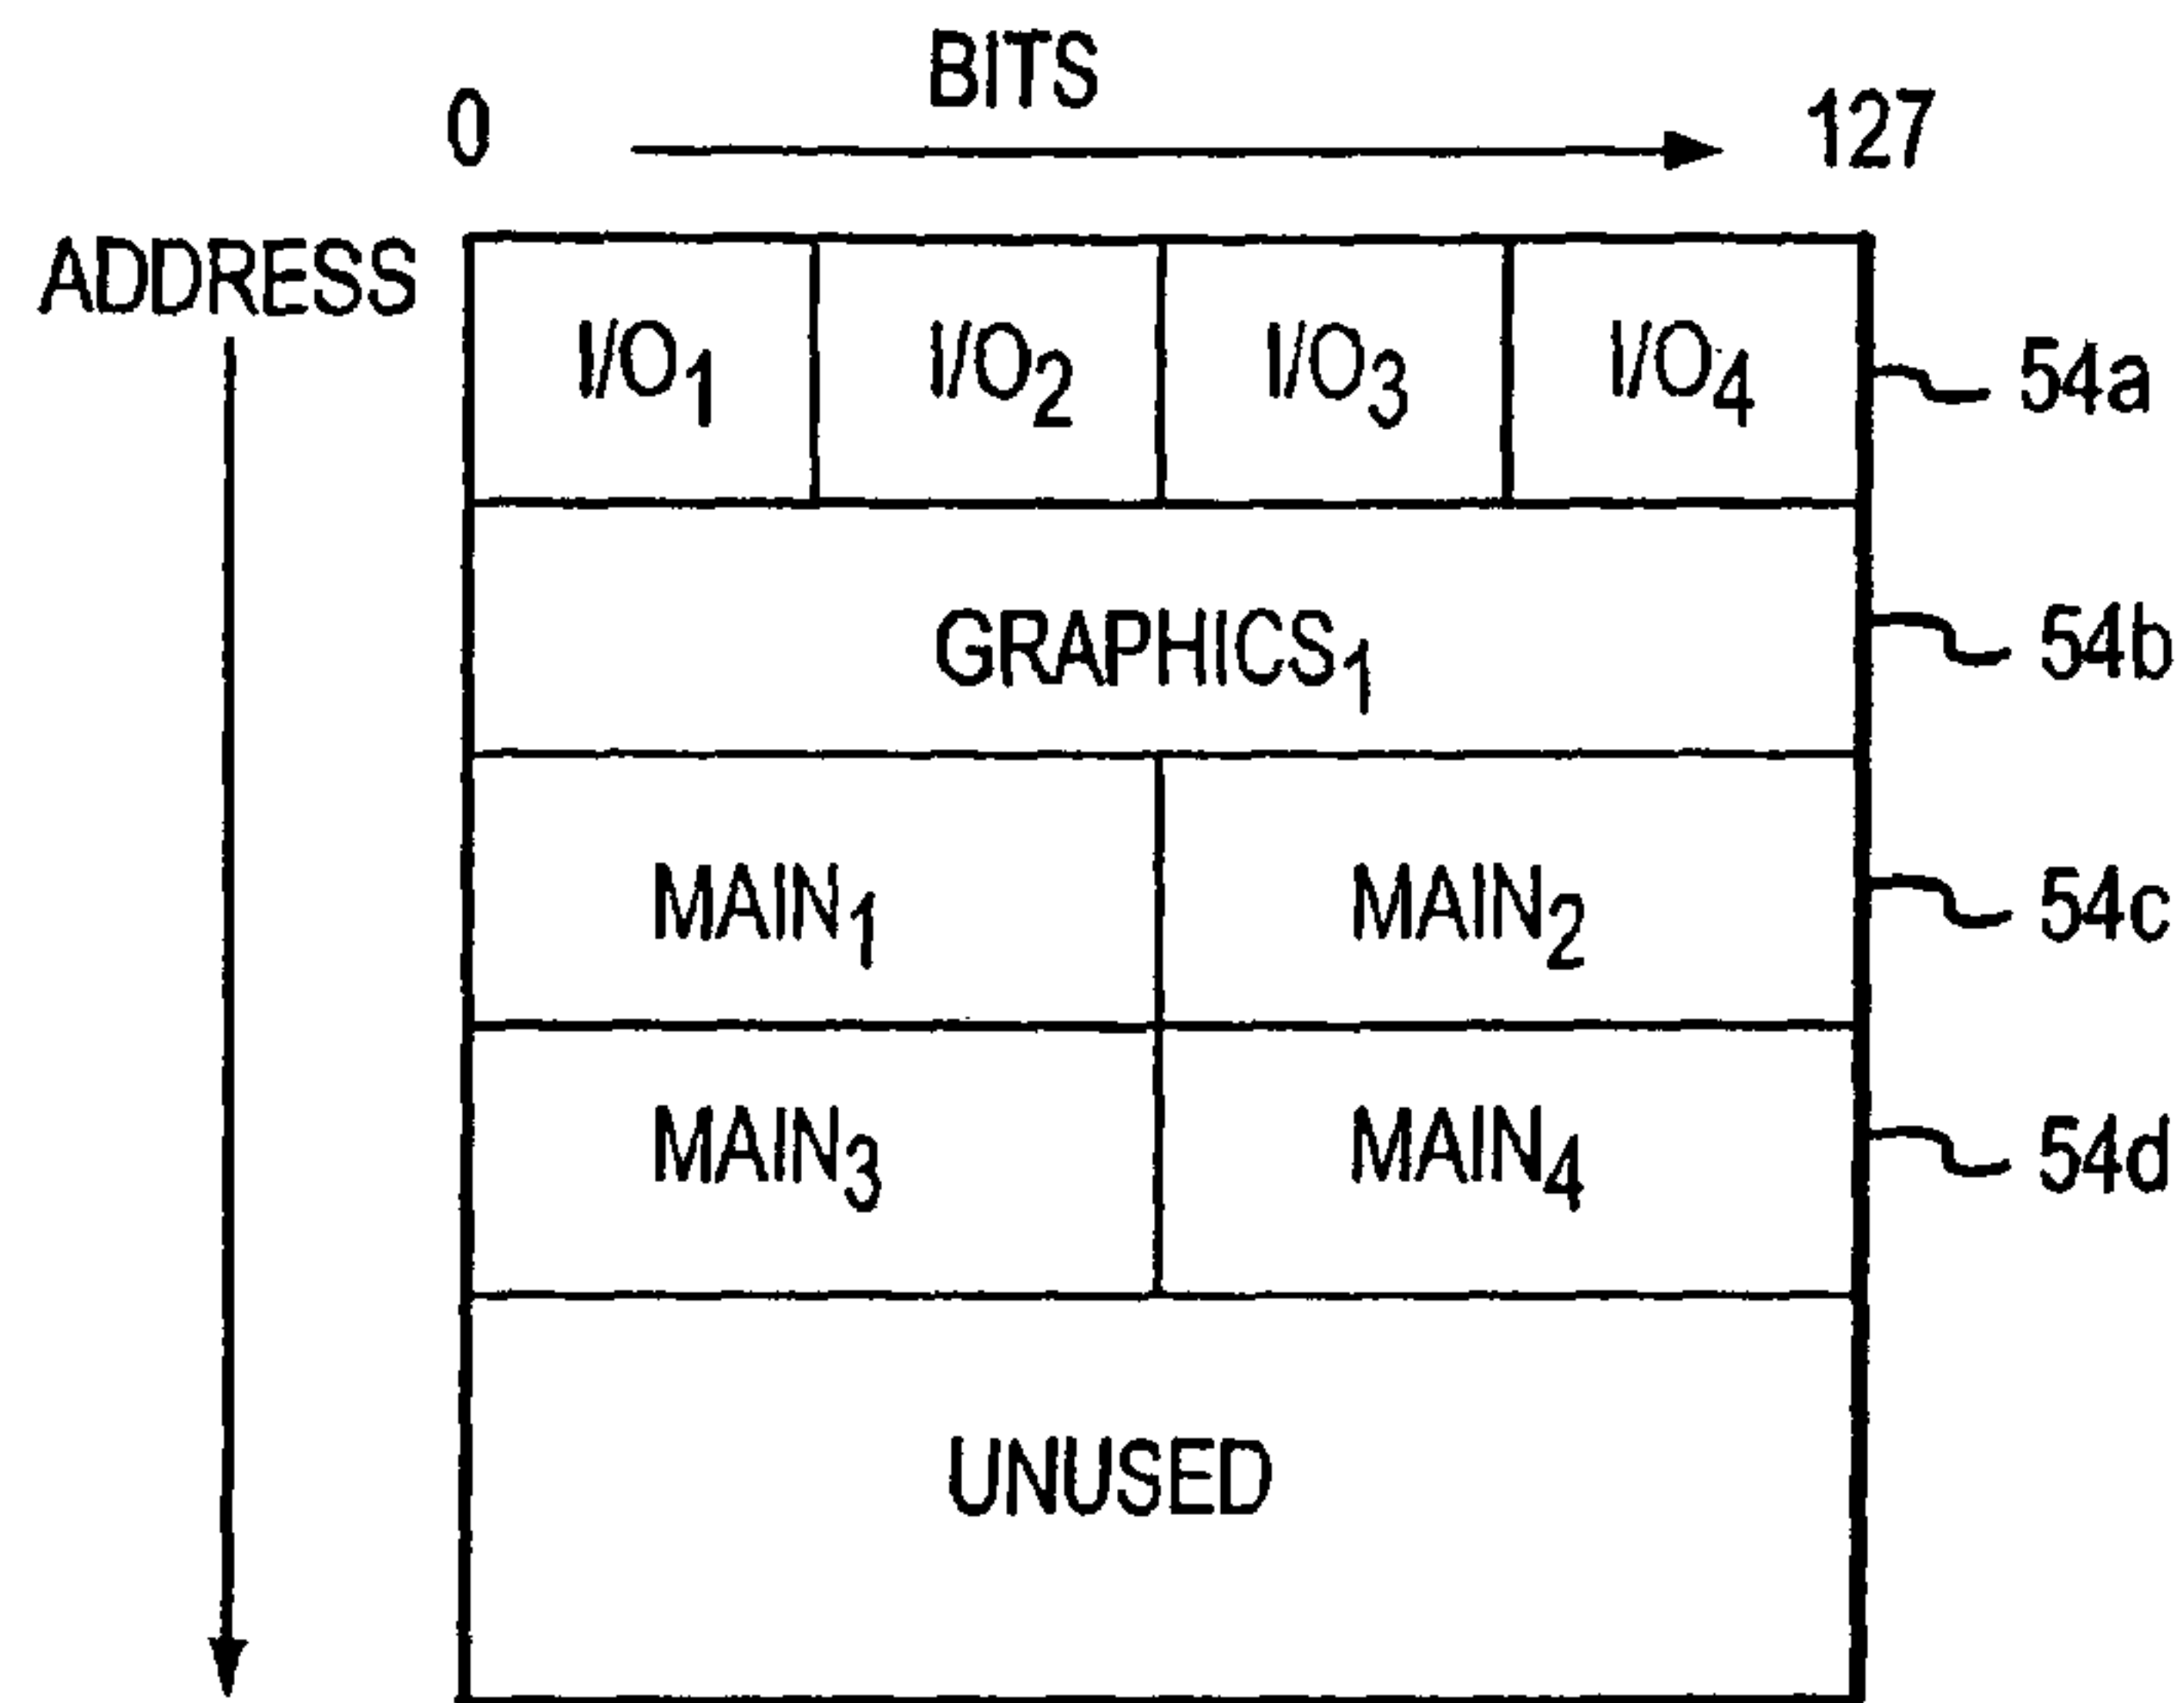 BITS
0 127
ADDRESS
I/O1 I/O2 I/O3 I/O4 54a
GRAPHICS1 54b
MAIN1 MAIN2 54c
MAIN3 MAIN4 54d
UNUSED